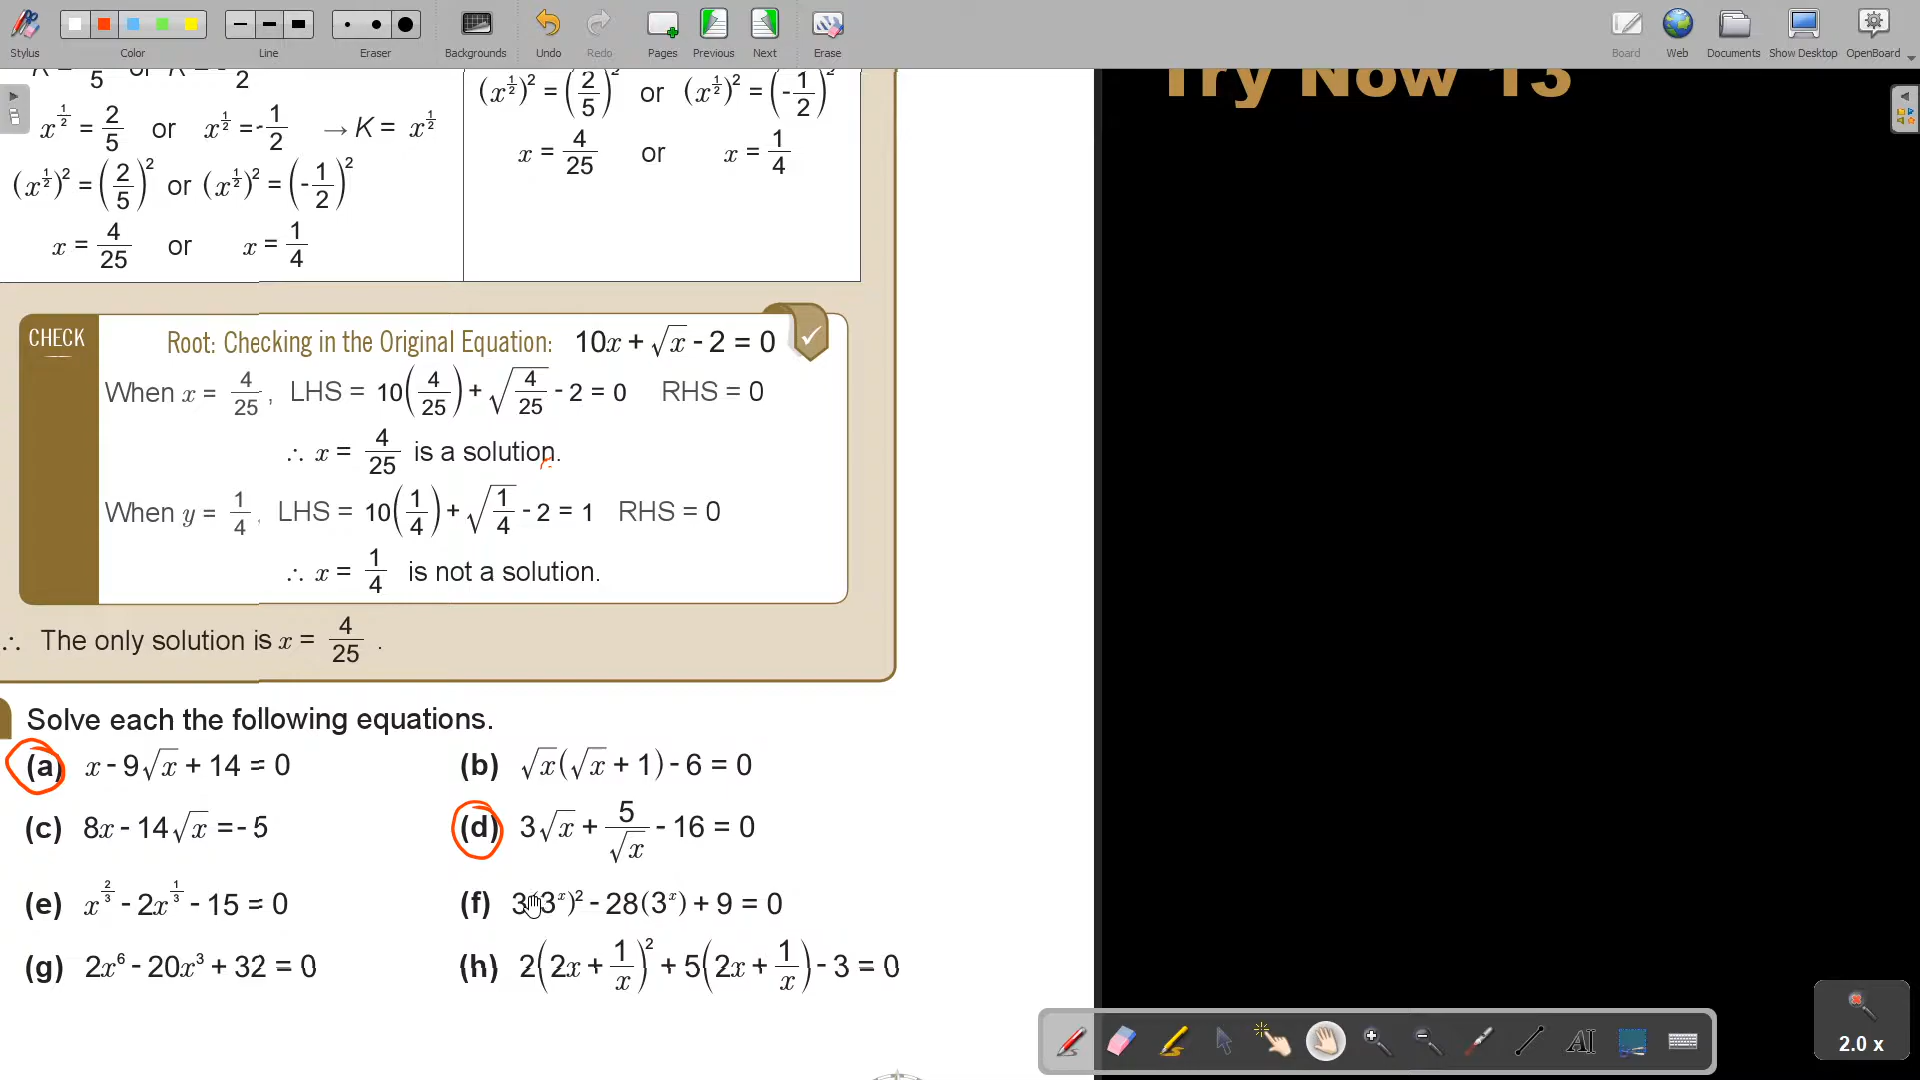 Stylus Color Line Eraser Backgrounds Undo Redo Pages Previous Next Erase Board Web Documents Show Desktop OpenBoard
Try Now 13
x^(1/2) = 2/5 or x^(1/2) = -1/2 → K = x^(1/2)
(x^(1/2))² = (2/5)² or (x^(1/2))² = (-1/2)²
x = 4/25 or x = 1/4
(x^(1/2))² = (2/5)² or (x^(1/2))² = (-1/2)²
x = 4/25 or x = 1/4
CHECK
Root: Checking in the Original Equation: 10x + √x - 2 = 0
When x = 4/25, LHS = 10(4/25) + √(4/25) - 2 = 0 RHS = 0
∴ x = 4/25 is a solution.
When y = 1/4, LHS = 10(1/4) + √(1/4) - 2 = 1 RHS = 0
∴ x = 1/4 is not a solution.
∴ The only solution is x = 4/25 .
Solve each the following equations.
(a) x - 9√x + 14 = 0 (b) √x(√x + 1) - 6 = 0
(c) 8x - 14√x = - 5 (d) 3√x + 5/√x - 16 = 0
(e) x^(2/3) - 2x^(1/3) - 15 = 0 (f) 3(3^x)² - 28(3^x) + 9 = 0
(g) 2x⁶ - 20x³ + 32 = 0 (h) 2(2x + 1/x)² + 5(2x + 1/x) - 3 = 0
2.0 x